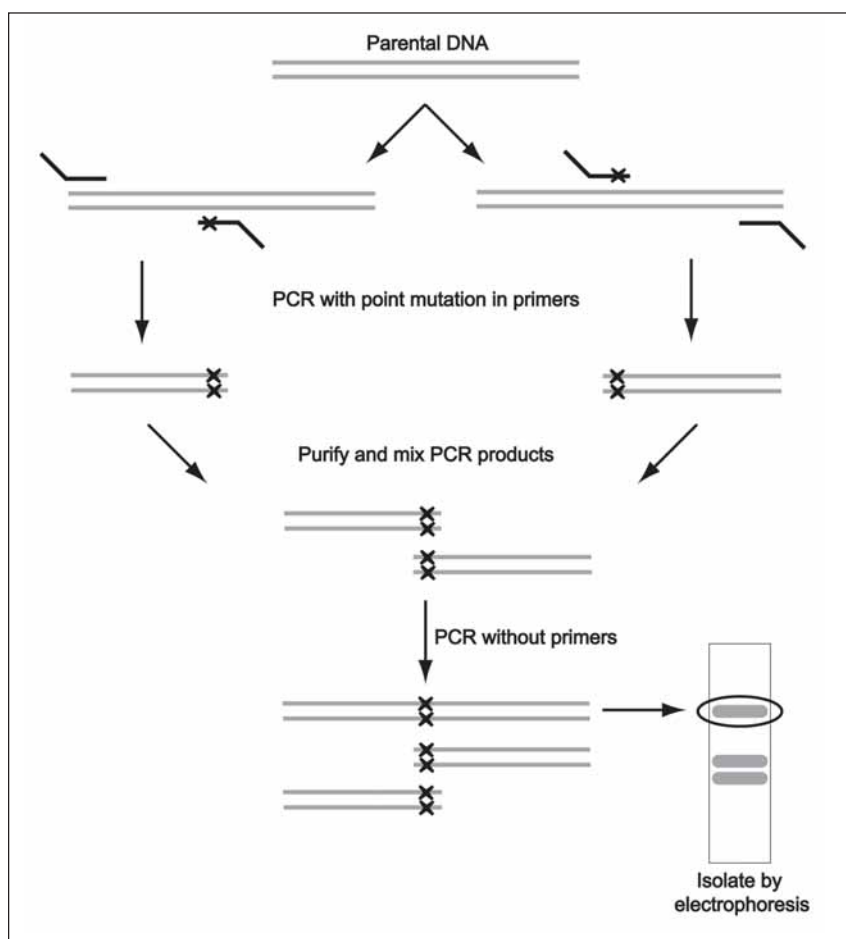 Parental DNA
PCR with point mutation in primers
Purify and mix PCR products
PCR without primers
Isolate by
electrophoresis